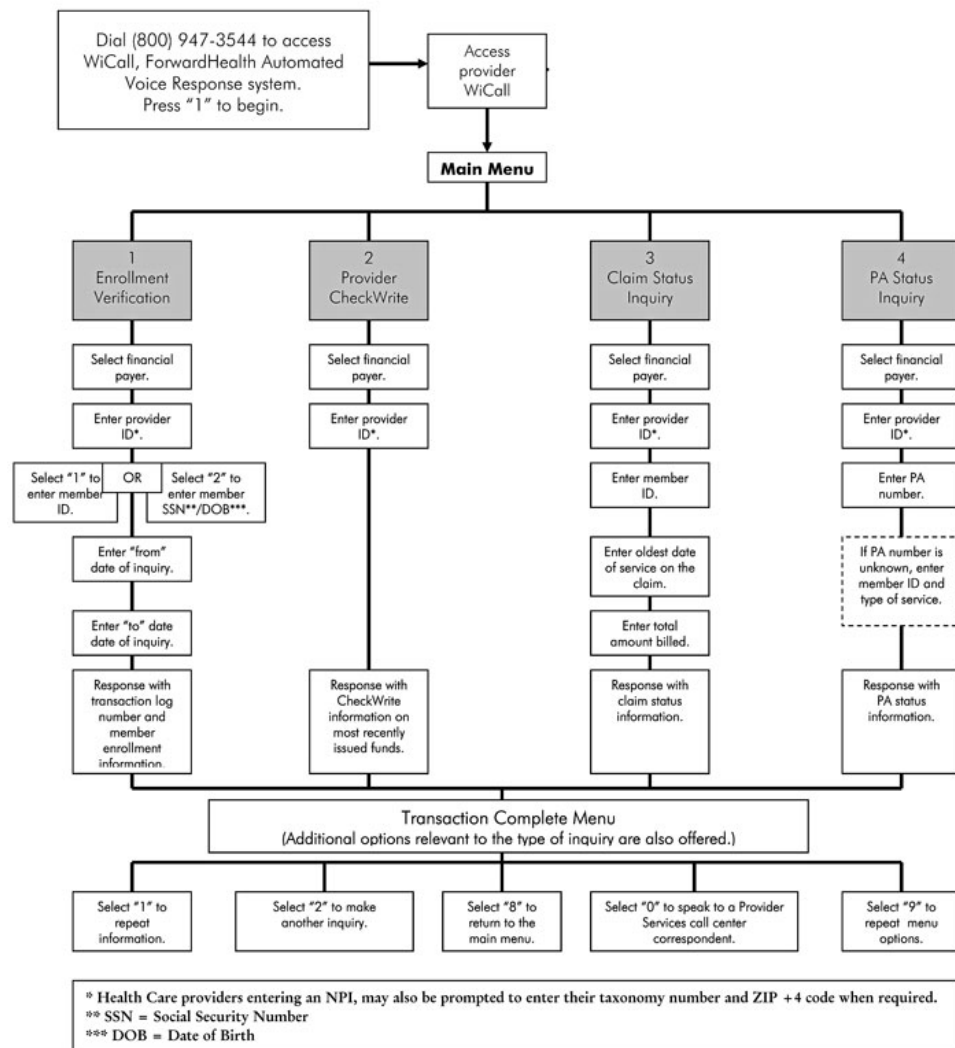 Dial (800) 947-3544 to access
WiCall, ForwardHealth Automated
Voice Response system.
Press “1” to begin.
Access
provider
WiCall
Main Menu
1
Enrollment
Verification
2
Provider
CheckWrite
3
Claim Status
Inquiry
4
PA Status
Inquiry
Select financial
payer.
Select financial
payer.
Select financial
payer.
Select financial
payer.
Enter provider
ID*.
Enter provider
ID*.
Enter provider
ID*.
Enter provider
ID*.
Select “1” to
enter member
ID.
OR
Select “2” to
enter member
SSN**/DOB***.
Enter member
ID.
Enter PA
number.
Enter “from”
date of inquiry.
Enter oldest date
of service on the
claim.
If PA number is
unknown, enter
member ID and
type of service.
Enter “to” date
date of inquiry.
Enter total
amount billed.
Response with
transaction log
number and
member
enrollment
information.
Response with
CheckWrite
information on
most recently
issued funds.
Response with
claim status
information.
Response with
PA status
information.
Transaction Complete Menu
(Additional options relevant to the type of inquiry are also offered.)
Select “1” to
repeat
information.
Select “2” to make
another inquiry.
Select “8” to
return to the
main menu.
Select “0” to speak to a Provider
Services call center
correspondent.
Select “9” to
repeat menu
options.
* Health Care providers entering an NPI, may also be prompted to enter their taxonomy number and ZIP +4 code when required.
** SSN = Social Security Number
*** DOB = Date of Birth